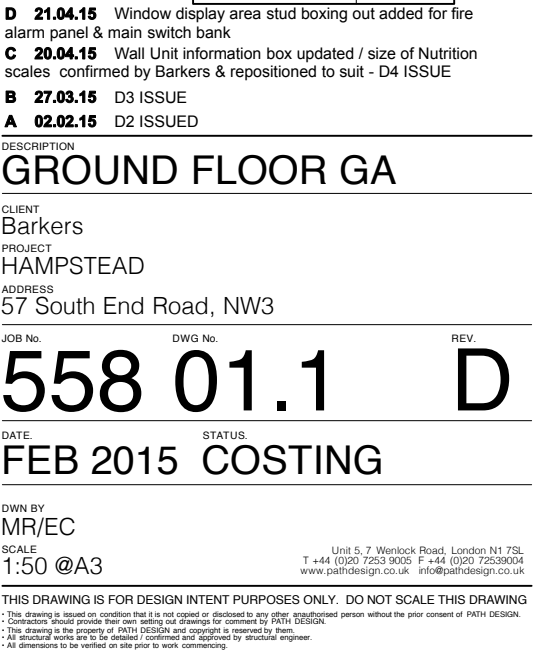 D 21.04.15 Window display area stud boxing out added for fire
alarm panel & main switch bank
C 20.04.15 Wall Unit information box updated / size of Nutrition
scales confirmed by Barkers & repositioned to suit - D4 ISSUE
B 27.03.15 D3 ISSUE
A 02.02.15 D2 ISSUED
DESCRIPTION
GROUND FLOOR GA
CLIENT
Barkers
PROJECT
HAMPSTEAD
ADDRESS
57 South End Road, NW3
JOB No. DWG No. REV.
558 01.1 D
DATE. STATUS.
FEB 2015 COSTING
DWN BY
MR/EC
SCALE
1:50 @A3
Unit 5, 7 Wenlock Road, London N1 7SL
T +44 (0)20 7253 9005 F +44 (0)20 72539004
www.pathdesign.co.uk info@pathdesign.co.uk
THIS DRAWING IS FOR DESIGN INTENT PURPOSES ONLY. DO NOT SCALE THIS DRAWING
• This drawing is issued on condition that it is not copied or disclosed to any other anauthorised person without the prior consent of PATH DESIGN.
• Contractors should provide their own setting out drawings for comment by PATH DESIGN.
• This drawing is the property of PATH DESIGN and copyright is reserved by them.
• All structural works are to be detailed / confirmed and approved by structural engineer.
• All dimensions to be verified on site prior to work commencing.